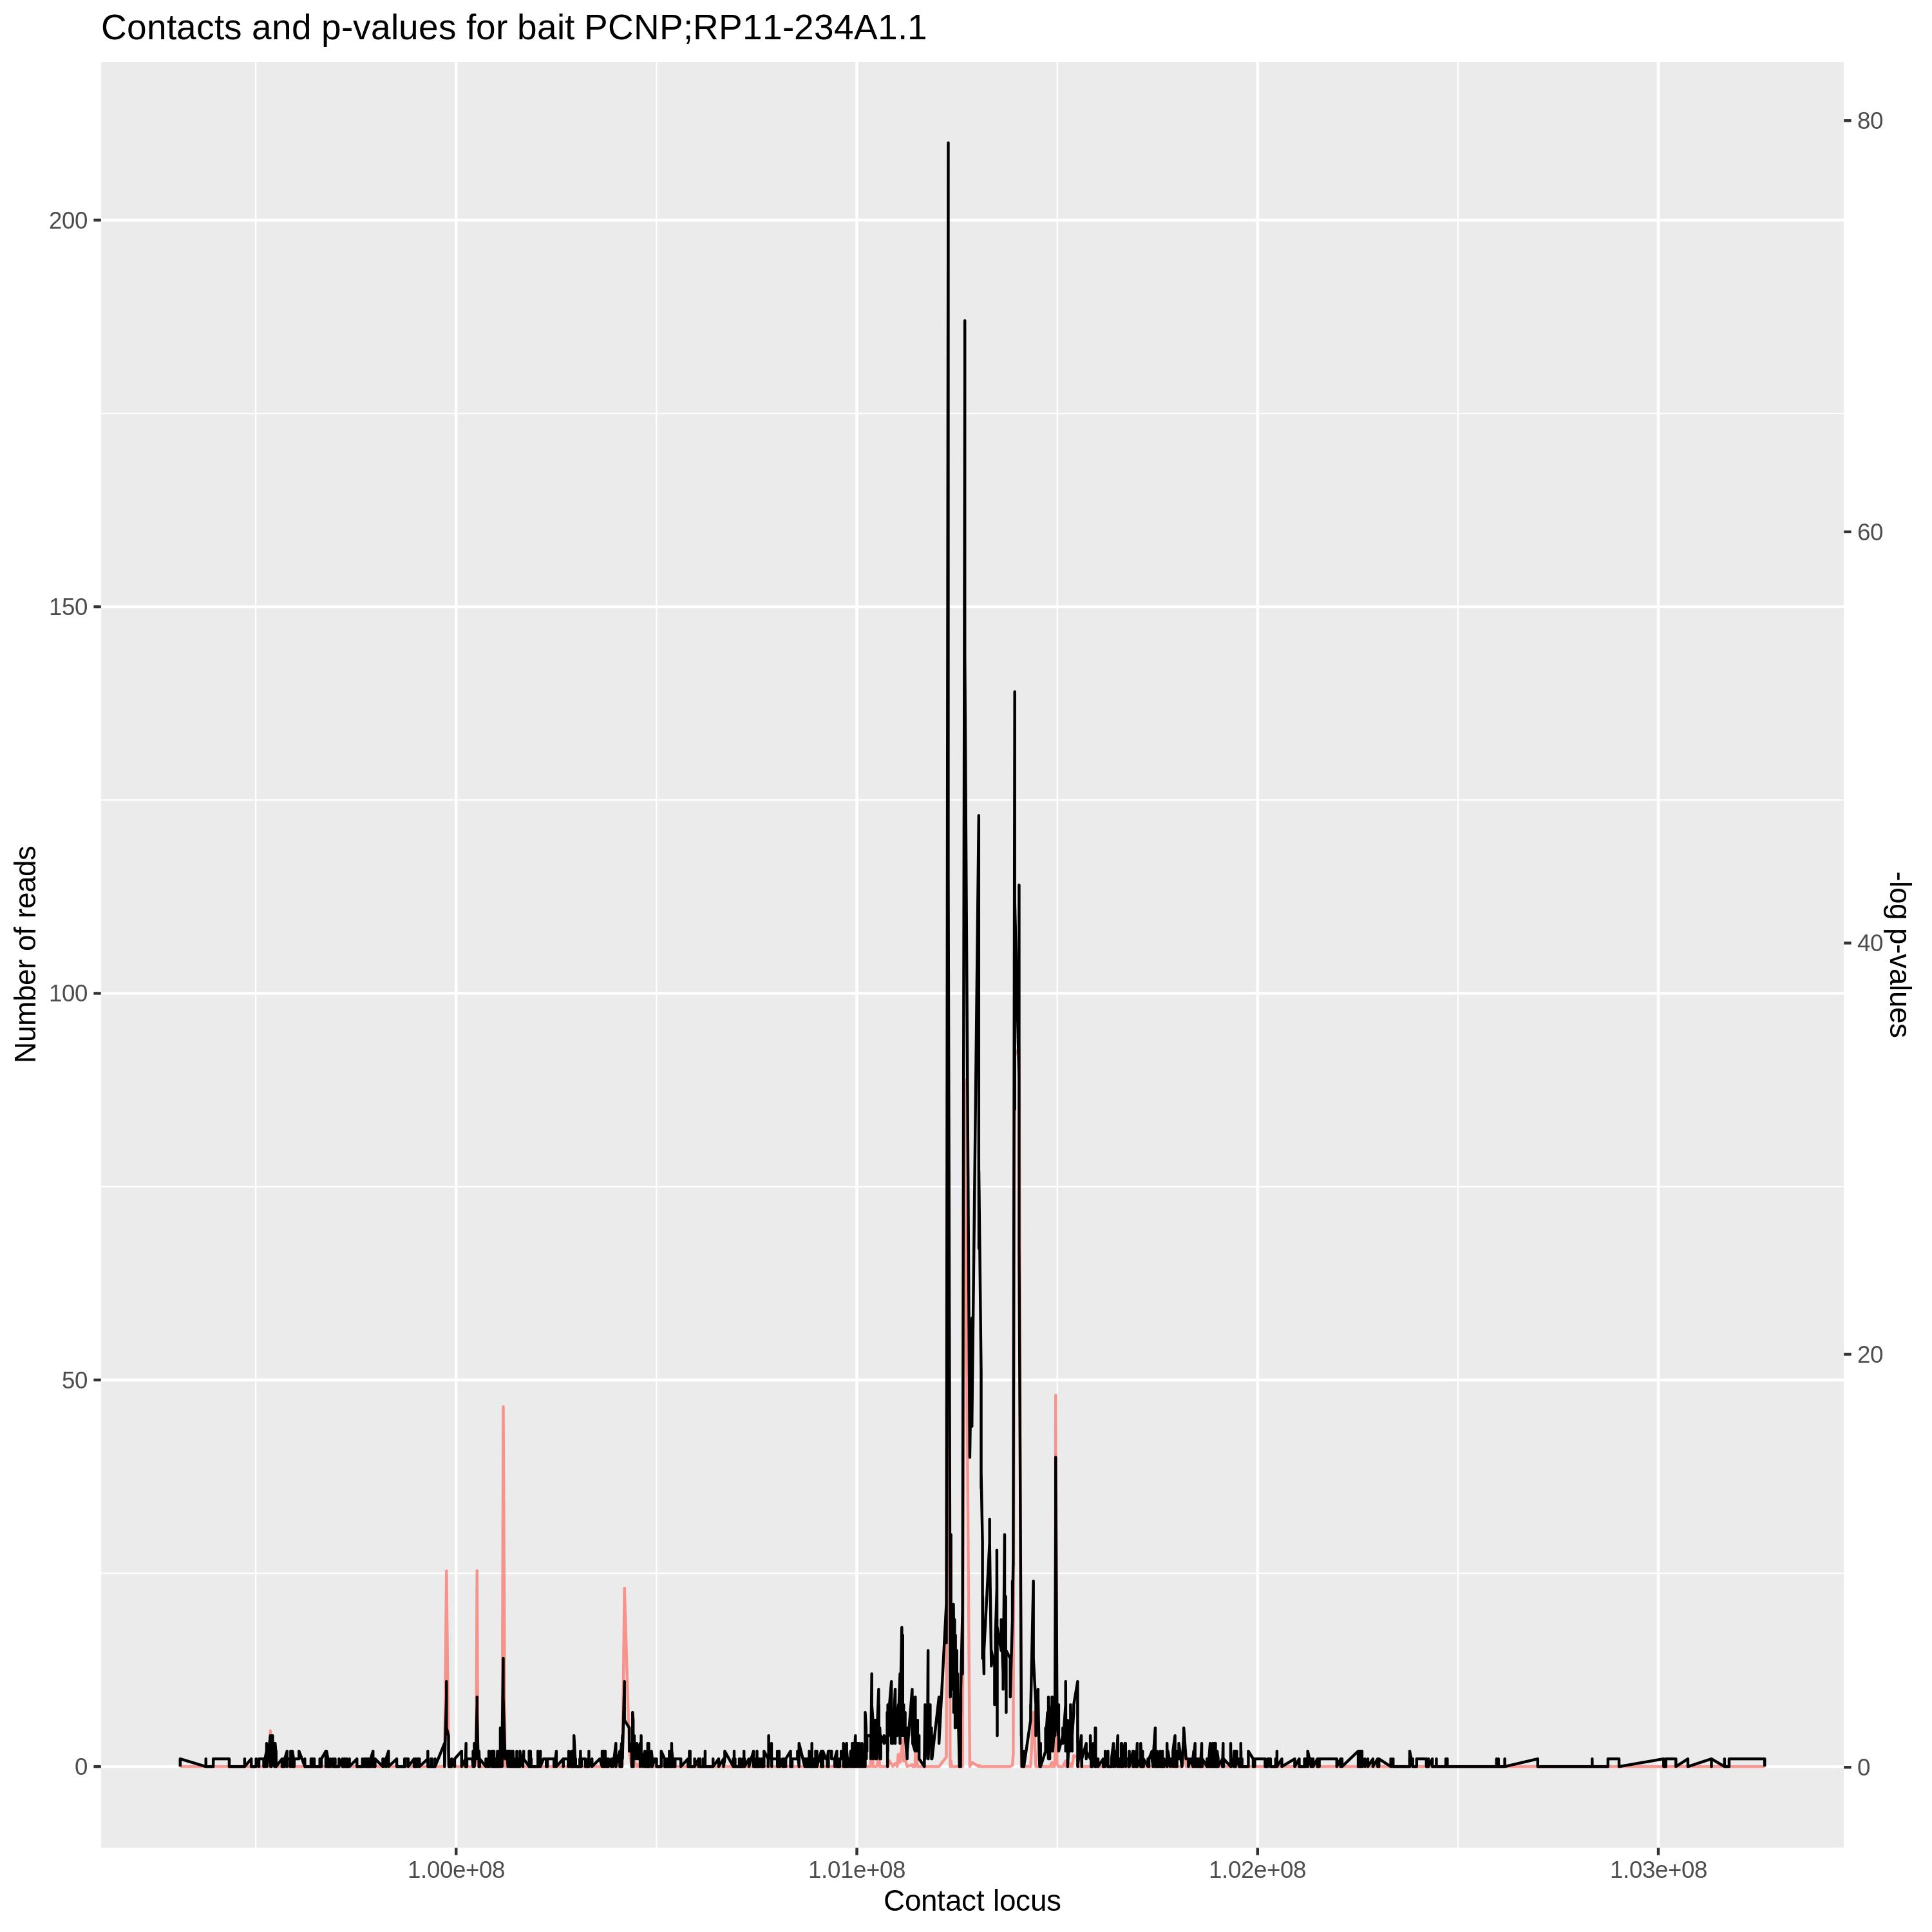 Contacts and p-values for bait PCNP;RP11-234A1.1
200
150
100
50
0
Number of reads
80
60
40
20
0
-log p-values
1.00e+08
1.01e+08
1.02e+08
1.03e+08
Contact locus